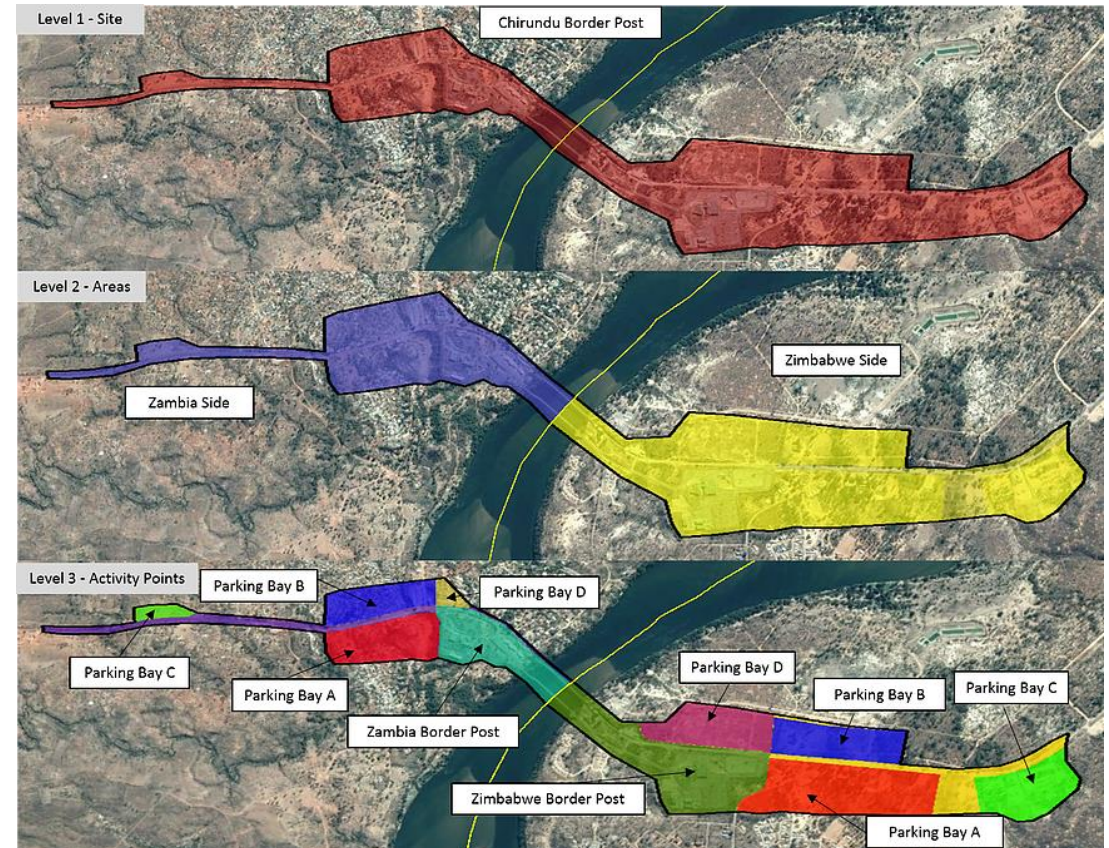 Level 1 - Site
Chirundu Border Post
Level 2 - Areas
Zimbabwe Side
Zambia Side
Level 3 - Activity Points
Parking Bay B
Parking Bay D
Parking Bay C
Parking Bay A
Zambia Border Post
Parking Bay D
Parking Bay B
Parking Bay C
Zimbabwe Border Post
Parking Bay A